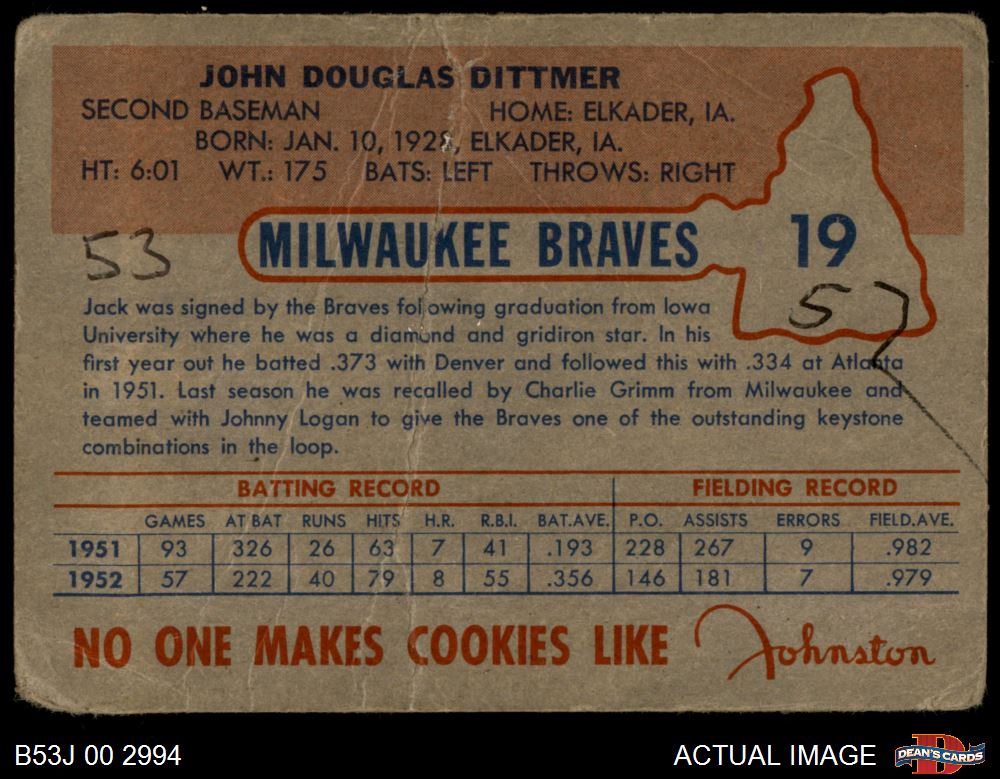 JOHN DOUGLAS DITTMER
SECOND BASEMAN HOME: ELKADER, IA.
BORN: JAN. 10, 1928, ELKADER, IA.
HT: 6:01 WT.: 175 BATS: LEFT THROWS: RIGHT
MILWAUKEE BRAVES 19
53
57
Jack was signed by the Braves following graduation from Iowa
University where he was a diamond and gridiron star. In his
first year out he batted .373 with Denver and followed this with .334 at Atlanta
in 1951. Last season he was recalled by Charlie Grimm from Milwaukee and
teamed with Johnny Logan to give the Braves one of the outstanding keystone
combinations in the loop.
BATTING RECORD FIELDING RECORD
GAMES AT BAT RUNS HITS H.R. R.B.I. BAT.AVE. P.O. ASSISTS ERRORS FIELD.AVE.
1951 93 326 26 63 7 41 .193 228 267 9 .982
1952 57 222 40 79 8 55 .356 146 181 7 .979
NO ONE MAKES COOKIES LIKE Johnston
B53J 00 2994 ACTUAL IMAGE DEAN'S CARDS